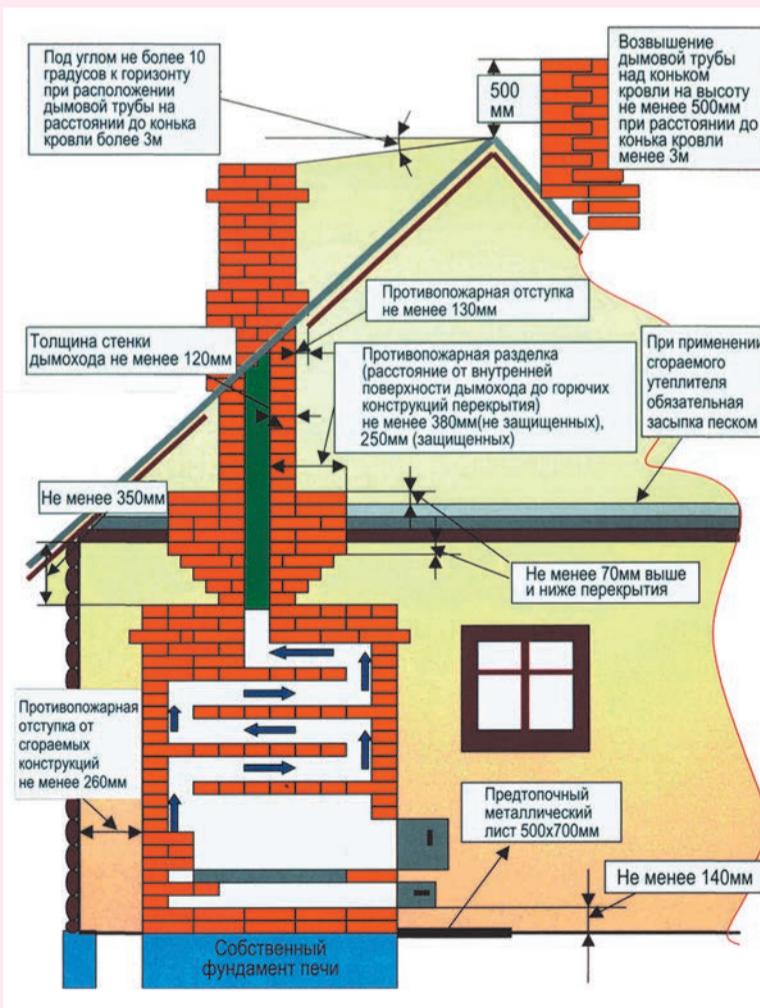 Под углом не более 10
градусов к горизонту
при расположении
дымовой трубы на
расстоянии до конька
кровли более 3м
500
мм
Возвышение
дымовой трубы
над коньком
кровли на высоту
не менее 500мм
при расстоянии до
конька кровли
менее 3м
Противопожарная отступка
не менее 130мм
Толщина стенки
дымохода не менее 120мм
Противопожарная разделка
(расстояние от внутренней
поверхности дымохода до горючих
конструкций перекрытия)
не менее 380мм(не защищенных),
250мм (защищенных)
При применении
сгораемого
утеплителя
обязательная
засыпка песком
Не менее 350мм
Не менее 70мм выше
и ниже перекрытия
Противопожарная
отступка от
сгораемых
конструкций
не менее 260мм
Предтопочный
металлический
лист 500х700мм
Не менее 140мм
Собственный
фундамент печи